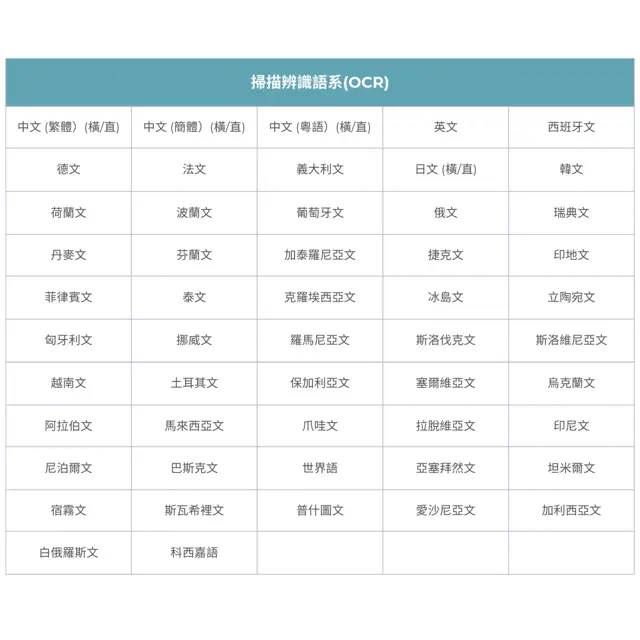 掃描辨識語系(OCR)
中文 (繁體）(橫/直) 中文 (簡體）(橫/直) 中文 (粵語）(橫/直) 英文 西班牙文
德文 法文 義大利文 日文 (橫/直) 韓文
荷蘭文 波蘭文 葡萄牙文 俄文 瑞典文
丹麥文 芬蘭文 加泰羅尼亞文 捷克文 印地文
菲律賓文 泰文 克羅埃西亞文 冰島文 立陶宛文
匈牙利文 挪威文 羅馬尼亞文 斯洛伐克文 斯洛維尼亞文
越南文 土耳其文 保加利亞文 塞爾維亞文 烏克蘭文
阿拉伯文 馬來西亞文 爪哇文 拉脫維亞文 印尼文
尼泊爾文 巴斯克文 世界語 亞塞拜然文 坦米爾文
宿霧文 斯瓦希裡文 普什圖文 愛沙尼亞文 加利西亞文
白俄羅斯文 科西嘉語